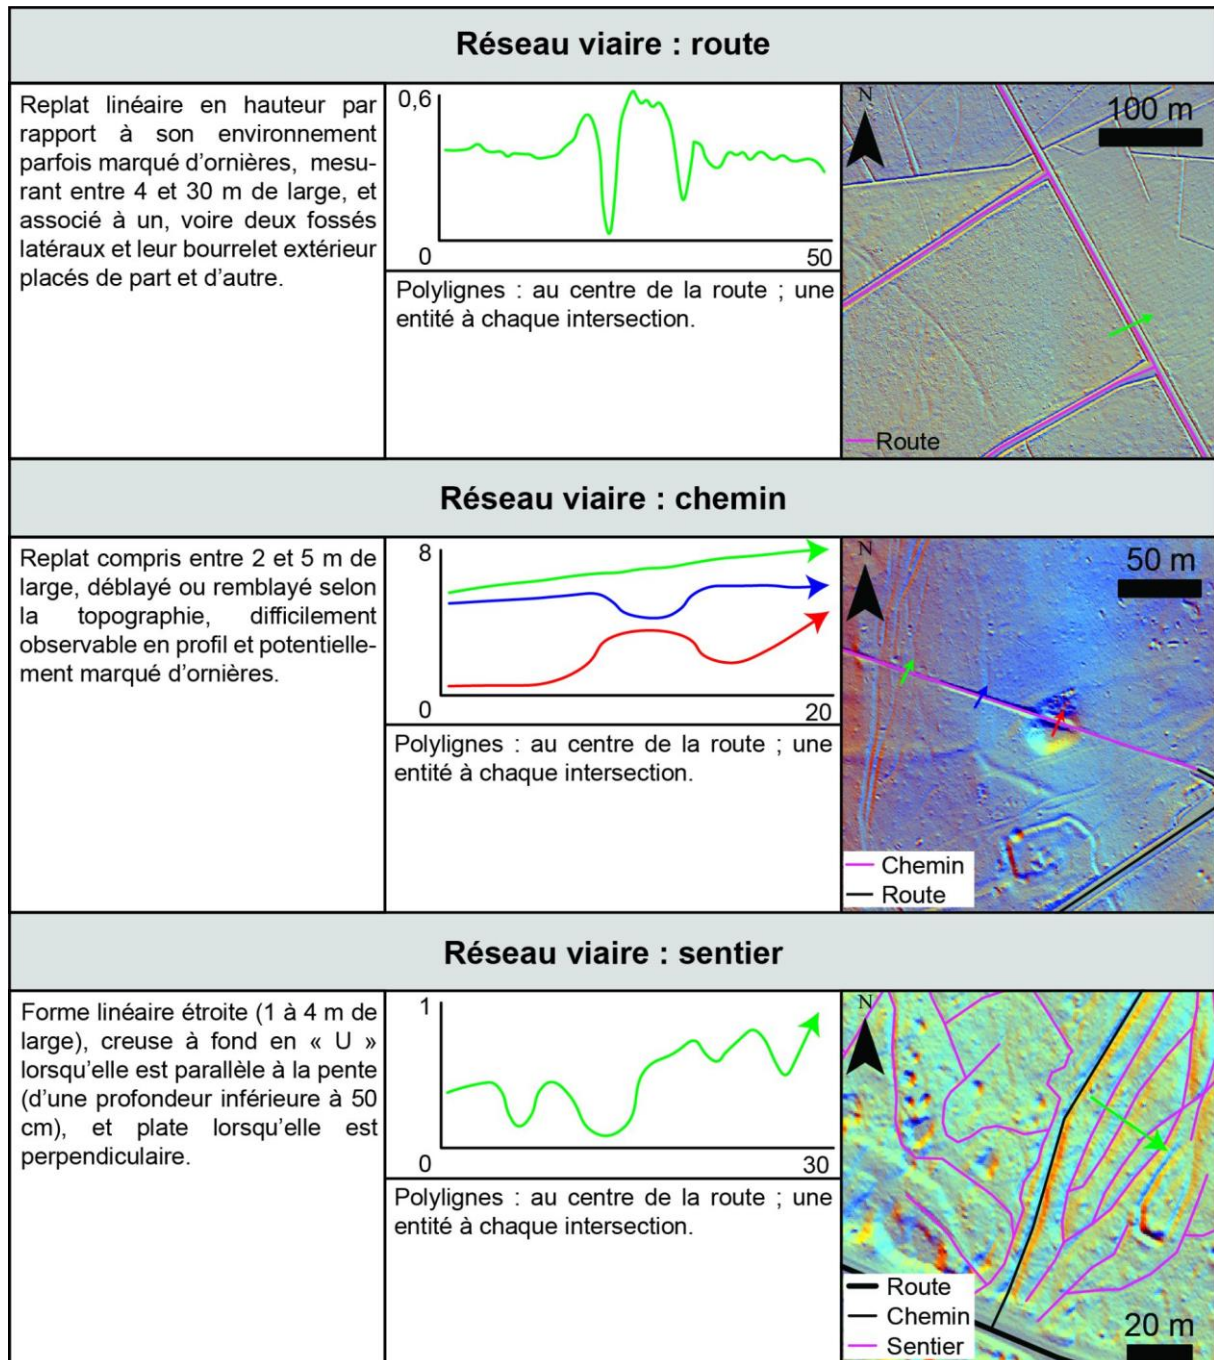 Réseau viaire : route
Replat linéaire en hauteur par
rapport à son environnement
parfois marqué d'ornières, mesu-
rant entre 4 et 30 m de large, et
associé à un, voire deux fossés
latéraux et leur bourrelet extérieur
placés de part et d'autre.
0,6
0
50
Polylignes : au centre de la route ; une
entité à chaque intersection.
N
100 m
Route
Réseau viaire : chemin
Replat compris entre 2 et 5 m de
large, déblayé ou remblayé selon
la topographie, difficilement
observable en profil et potentielle-
ment marqué d'ornières.
8
0
20
Polylignes : au centre de la route ; une
entité à chaque intersection.
N
50 m
Chemin
Route
Réseau viaire : sentier
Forme linéaire étroite (1 à 4 m de
large), creuse à fond en « U »
lorsqu'elle est parallèle à la pente
(d'une profondeur inférieure à 50
cm), et plate lorsqu'elle est
perpendiculaire.
1
0
30
Polylignes : au centre de la route ; une
entité à chaque intersection.
N
Route
Chemin
Sentier
20 m